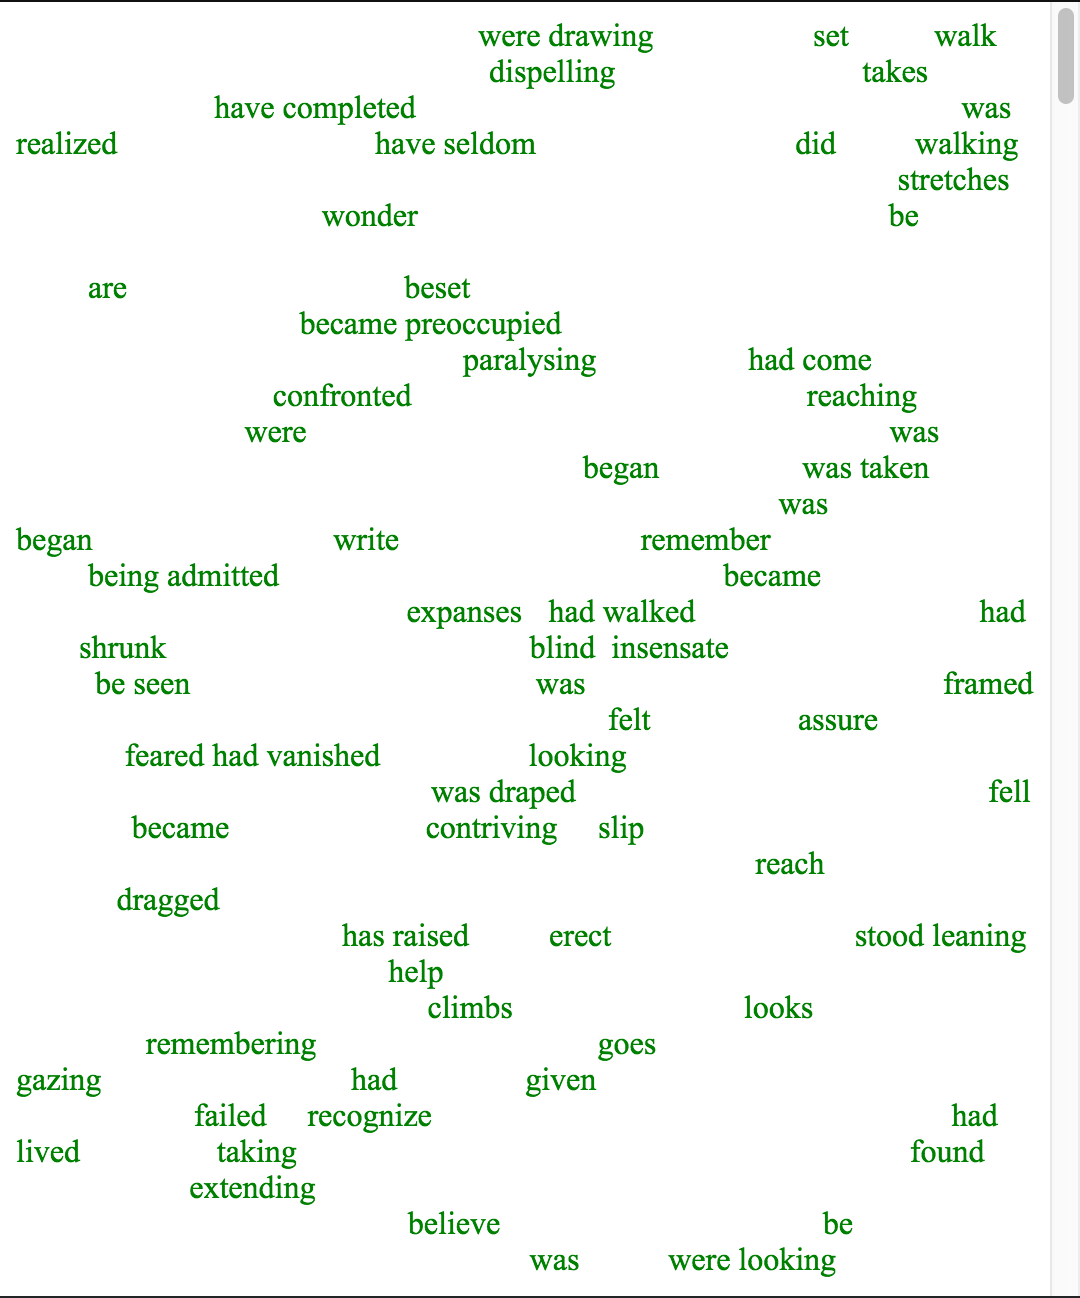 were drawing set walk
dispelling takes
have completed was
realized have seldom did walking
stretches
wonder be
are beset
became preoccupied
paralysing had come
confronted reaching
were was
began was taken
was
began write remember
being admitted became
expanses had walked had
shrunk blind insensate
be seen was framed
felt assure
feared had vanished looking
was draped fell
became contriving slip
reach
dragged
has raised erect stood leaning
help
climbs looks
remembering goes
gazing had given
failed recognize had
lived taking found
extending
believe be
was were looking